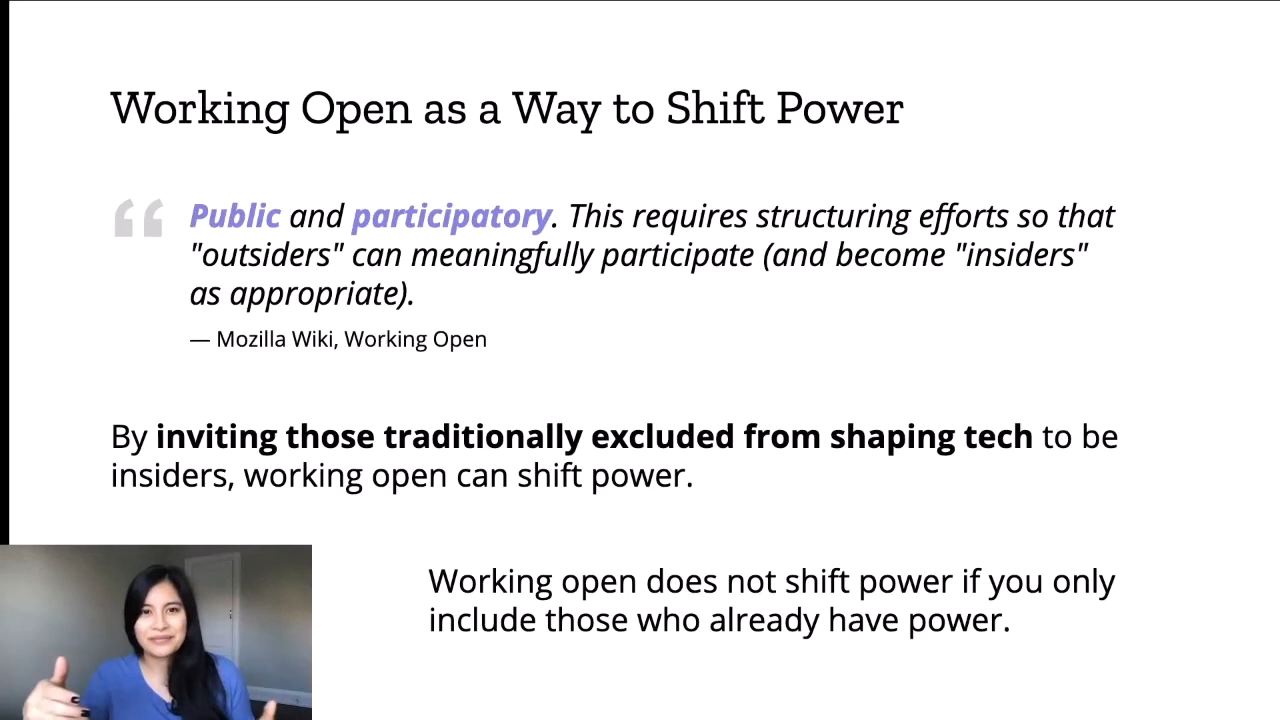 Working Open as a Way to Shift Power
“ Public and participatory. This requires structuring efforts so that
"outsiders" can meaningfully participate (and become "insiders"
as appropriate).
— Mozilla Wiki, Working Open
By inviting those traditionally excluded from shaping tech to be
insiders, working open can shift power.
Working open does not shift power if you only
include those who already have power.